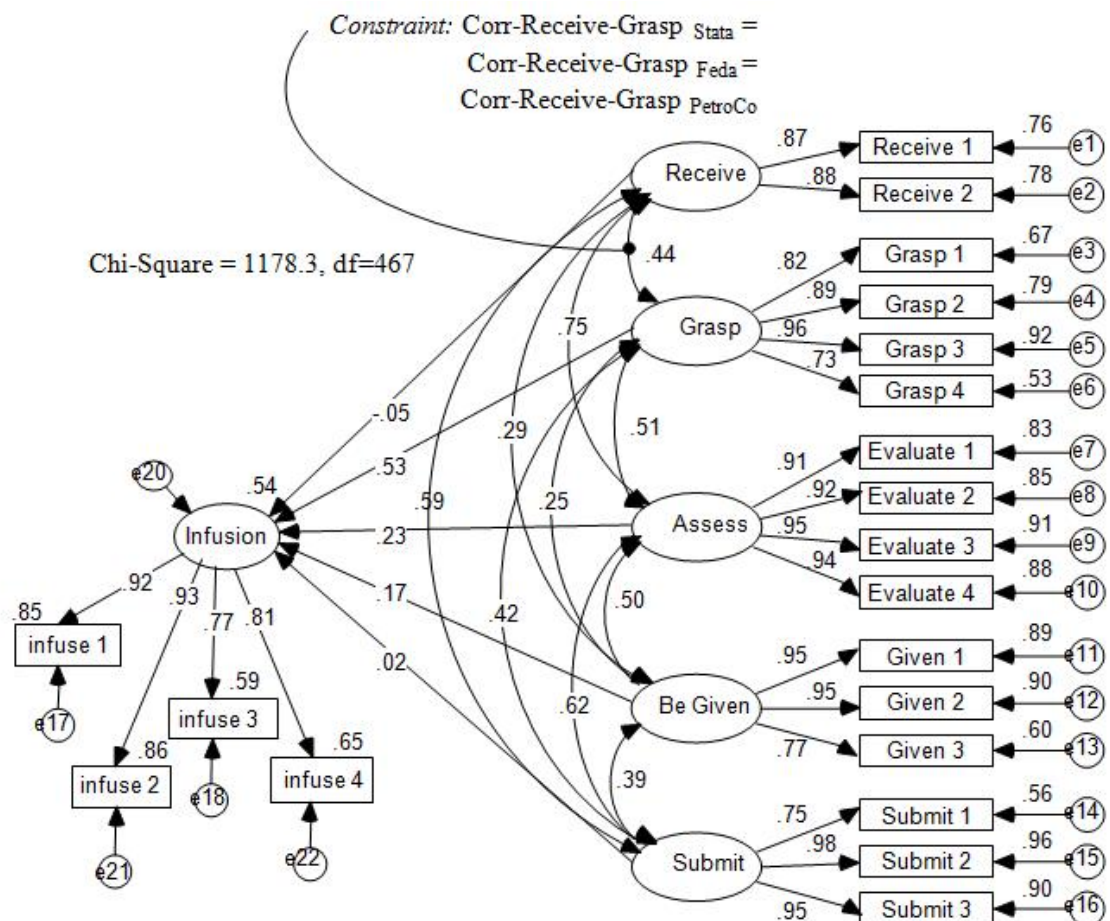 Constraint: Corr-Receive-Grasp Stata =
Corr-Receive-Grasp Feda =
Corr-Receive-Grasp PetroCo
Chi-Square = 1178.3, df=467
Receive
.87
Receive 1
.76
e1
.88
Receive 2
.78
e2
.44
Grasp
.82
Grasp 1
.67
e3
.89
Grasp 2
.79
e4
.96
Grasp 3
.92
e5
.73
Grasp 4
.53
e6
.75
.51
-.05
.53
.29
.25
.59
.23
.17
.42
.02
.50
.62
.39
Assess
.91
Evaluate 1
.83
e7
.92
Evaluate 2
.85
e8
.95
Evaluate 3
.91
e9
.94
Evaluate 4
.88
e10
e20
.54
Infusion
.92
.93
.77
.81
.85
infuse 1
e17
.86
infuse 2
e21
.59
infuse 3
e18
.65
infuse 4
e22
Be Given
.95
Given 1
.89
e11
.95
Given 2
.90
e12
.77
Given 3
.60
e13
Submit
.75
Submit 1
.56
e14
.98
Submit 2
.96
e15
.95
Submit 3
.90
e16